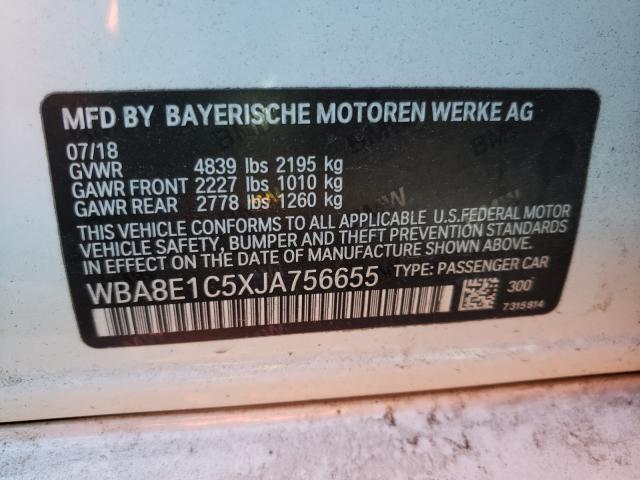 MFD BY BAYERISCHE MOTOREN WERKE AG
07/18
GVWR 4839 lbs 2195 kg
GAWR FRONT 2227 lbs 1010 kg
GAWR REAR 2778 lbs 1260 kg
THIS VEHICLE CONFORMS TO ALL APPLICABLE U.S.FEDERAL MOTOR
VEHICLE SAFETY, BUMPER AND THEFT PREVENTION STANDARDS
IN EFFECT ON THE DATE OF MANUFACTURE SHOWN ABOVE.
WBA8E1C5XJA756655 TYPE: PASSENGER CAR
300
7315814